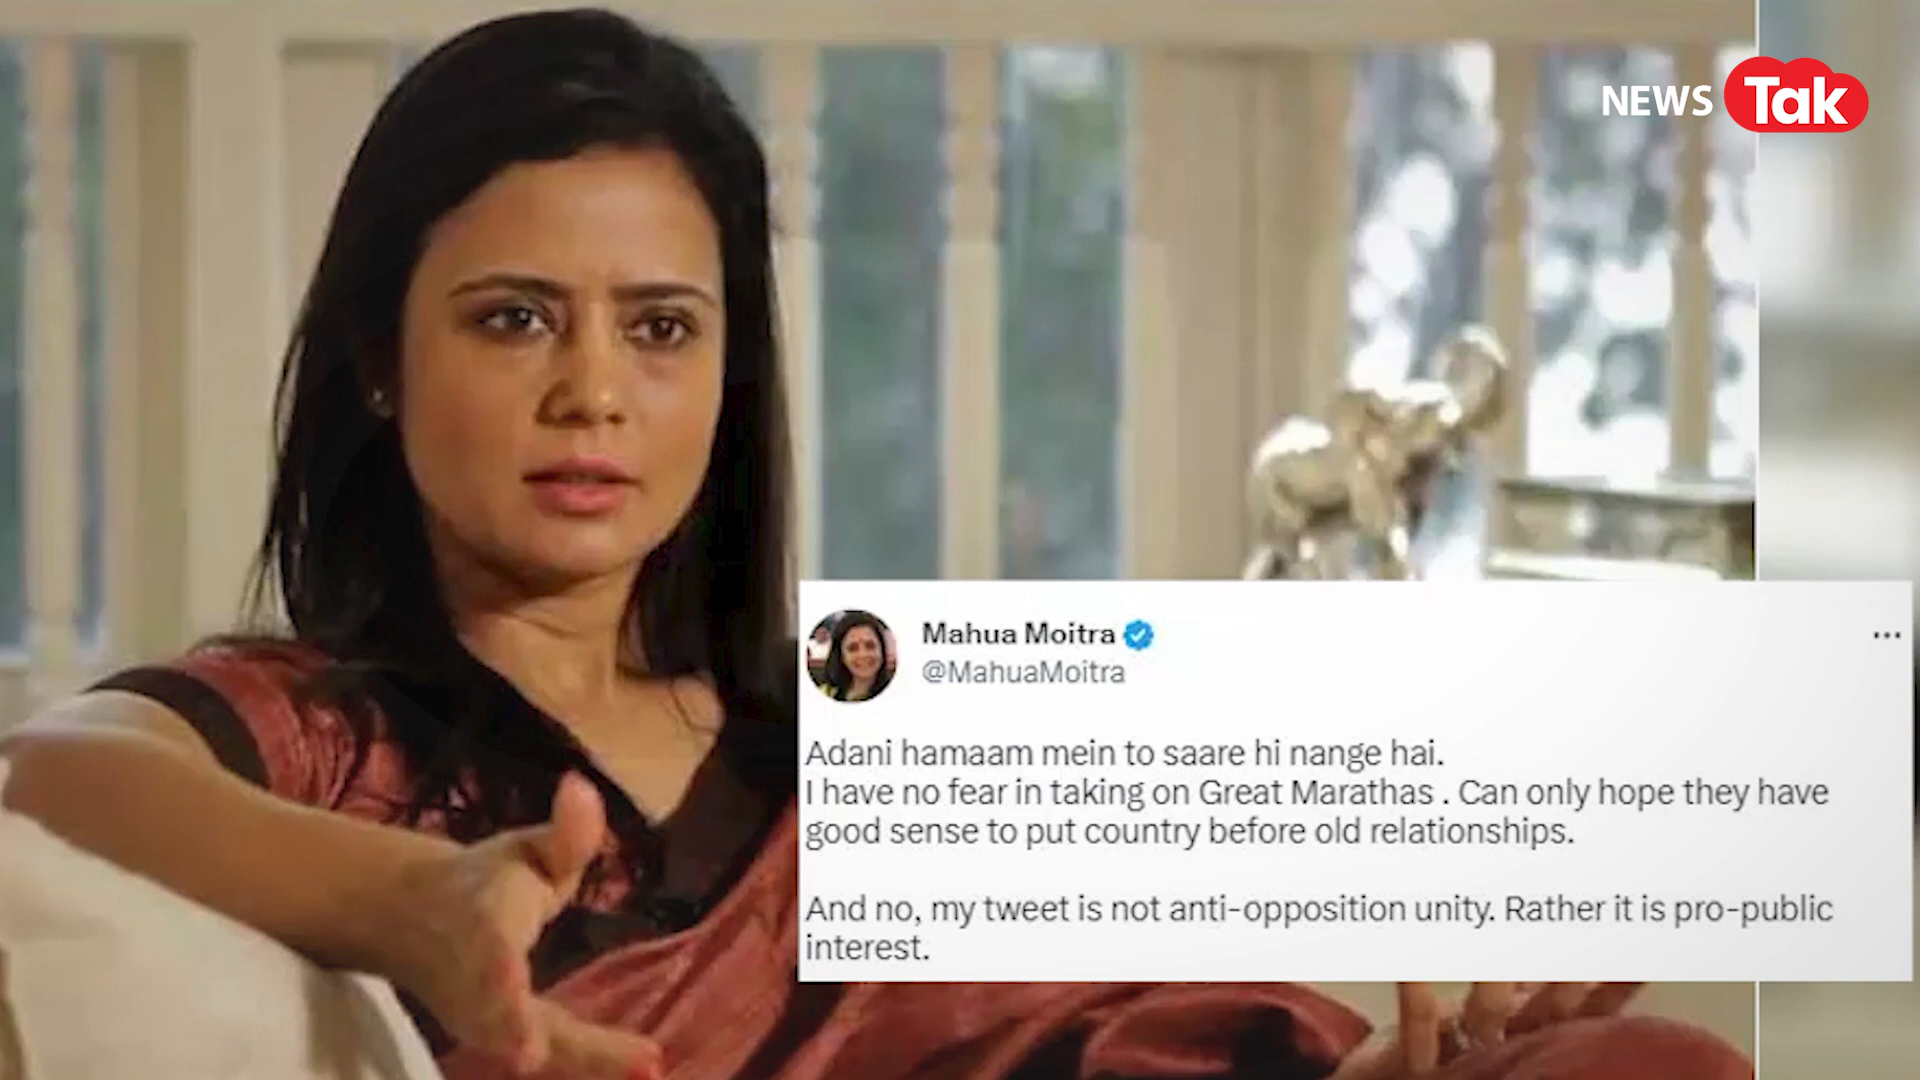 NEWS Tak
Mahua Moitra
@MahuaMoitra
Adani hamaam mein to saare hi nange hai.
I have no fear in taking on Great Marathas . Can only hope they have
good sense to put country before old relationships.
And no, my tweet is not anti-opposition unity. Rather it is pro-public
interest.